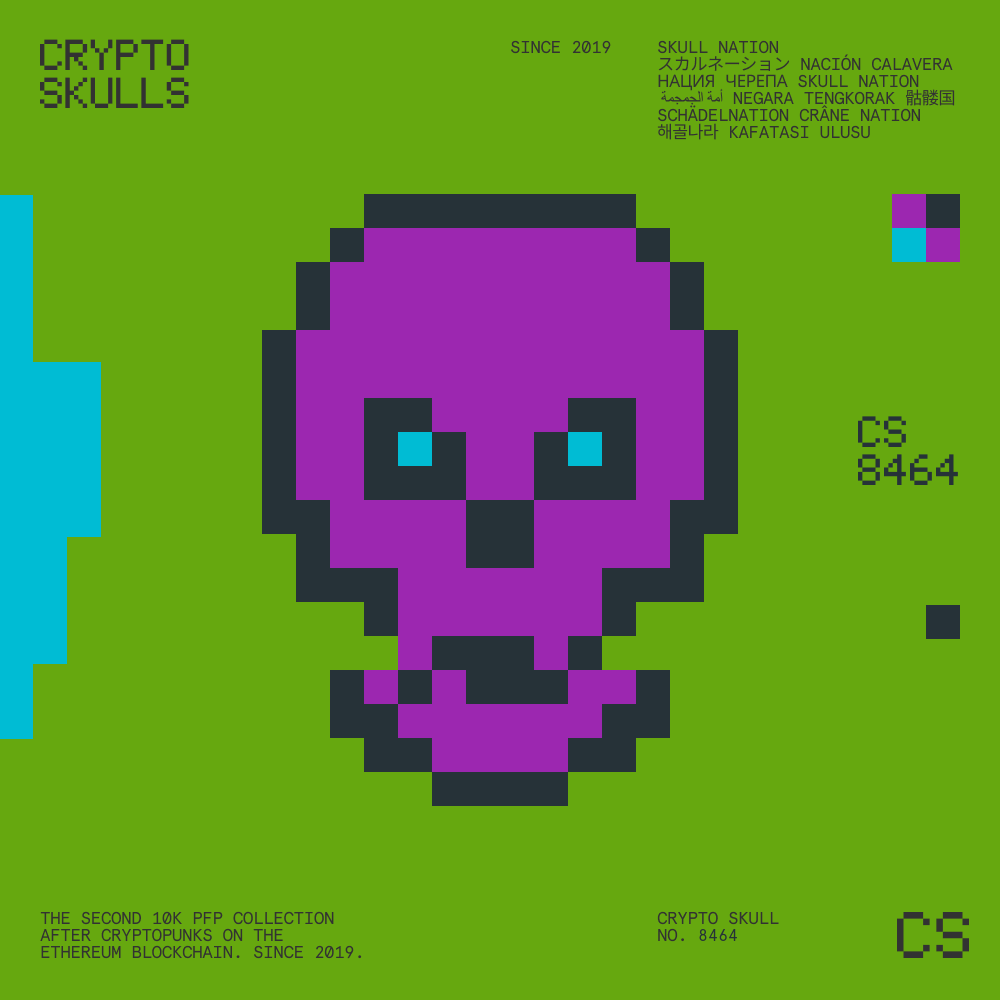 CRYPTO
SKULLS
SINCE 2019
SKULL NATION
スカルネーション NACIÓN CALAVERA
НАЦИЯ ЧЕРЕПА SKULL NATION
أمة الجمجمة NEGARA TENGKORAK 骷髅国
SCHÄDELNATION CRÂNE NATION
해골나라 KAFATASI ULUSU
CS
8464
THE SECOND 10K PFP COLLECTION
AFTER CRYPTOPUNKS ON THE
ETHEREUM BLOCKCHAIN. SINCE 2019.
CRYPTO SKULL
NO. 8464
CS